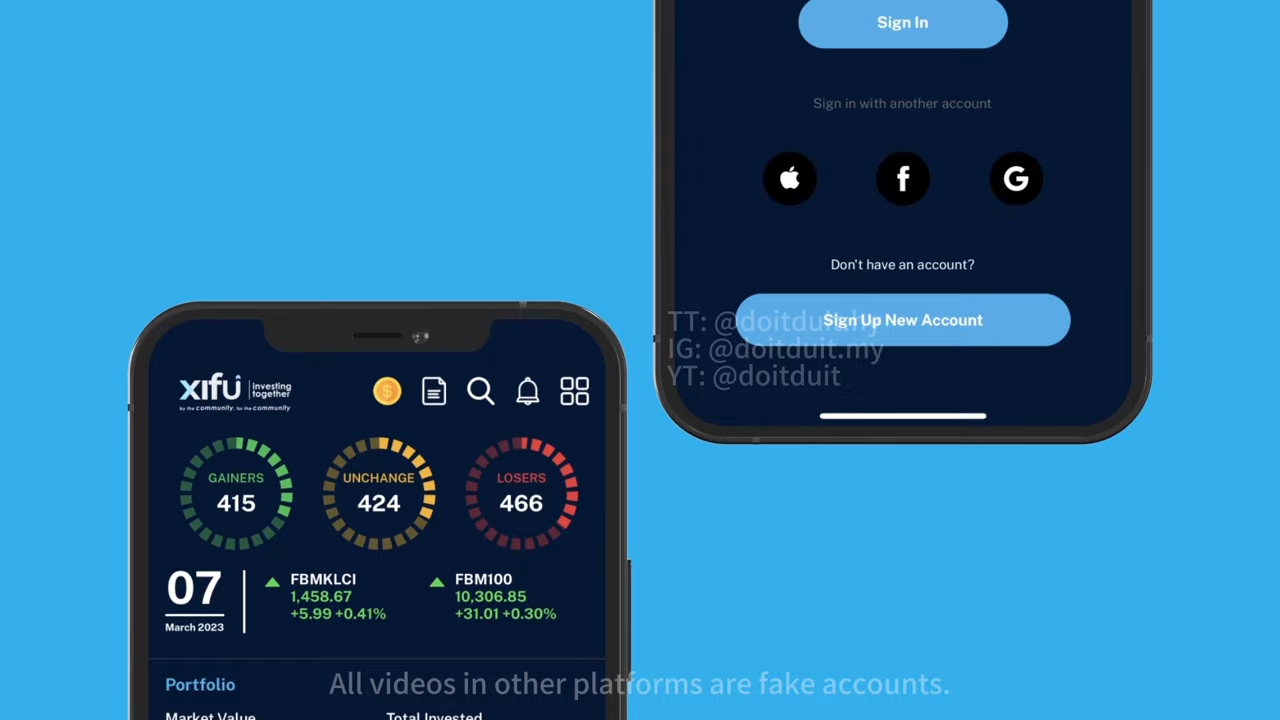 Sign In
Sign in with another account
Don't have an account?
Sign Up New Account
TT: @doitduit.my
IG: @doitduit.my
YT: @doitduit
xifu
investing
together
by the community, for the community
GAINERS
415
UNCHANGE
424
LOSERS
466
07
March 2023
FBMKLCI
1,458.67
+5.99 +0.41%
FBM100
10,306.85
+31.01 +0.30%
Portfolio
Market Value
Total Invested
All videos in other platforms are fake accounts.